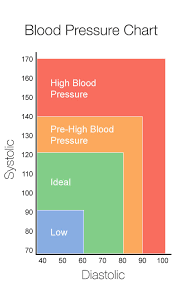 Blood Pressure Chart
Systolic
170
160
150
140
130
120
110
100
90
80
70
High Blood
Pressure
Pre-High Blood
Pressure
Ideal
Low
40 50 60 70 80 90 100
Diastolic